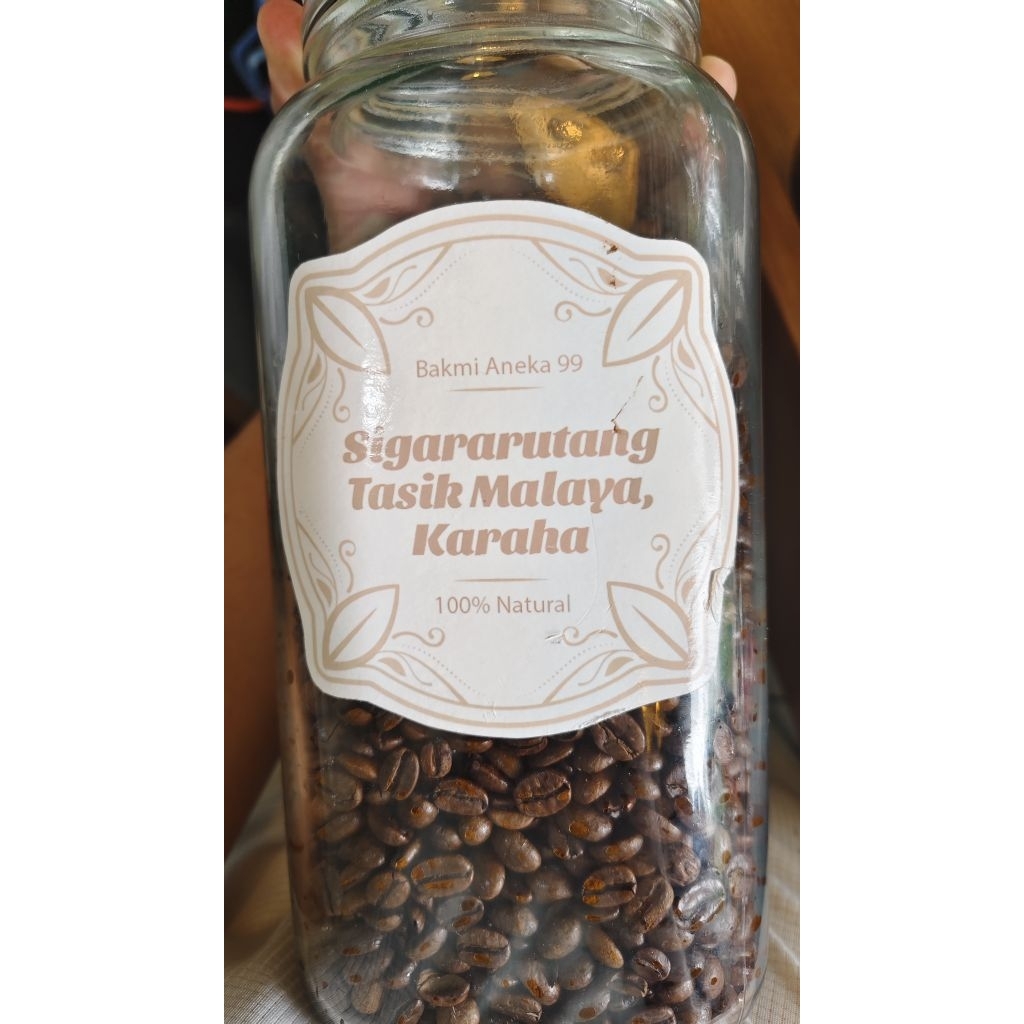 Bakmi Aneka 99
Sigararutang
Tasik Malaya,
Karaha
100% Natural